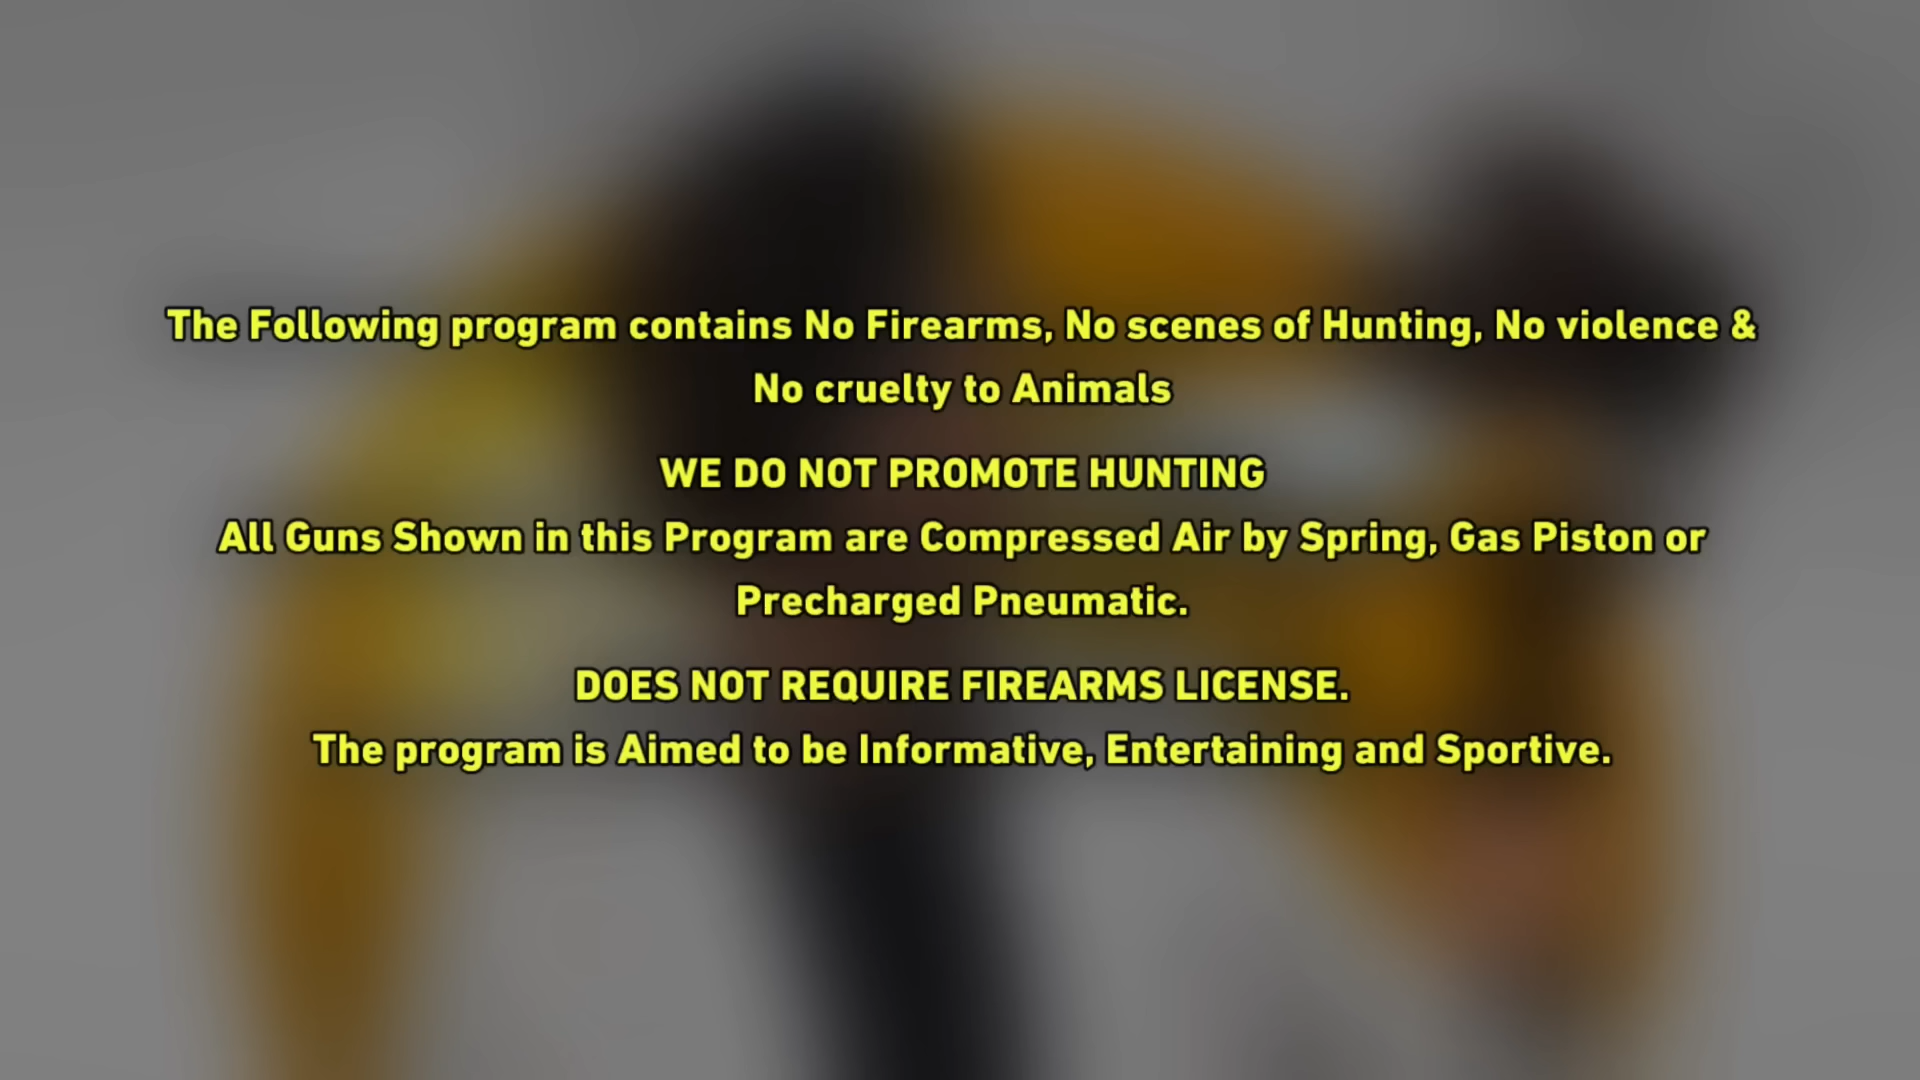 The Following program contains No Firearms, No scenes of Hunting, No violence &
No cruelty to Animals
WE DO NOT PROMOTE HUNTING
All Guns Shown in this Program are Compressed Air by Spring, Gas Piston or
Precharged Pneumatic.
DOES NOT REQUIRE FIREARMS LICENSE.
The program is Aimed to be Informative, Entertaining and Sportive.